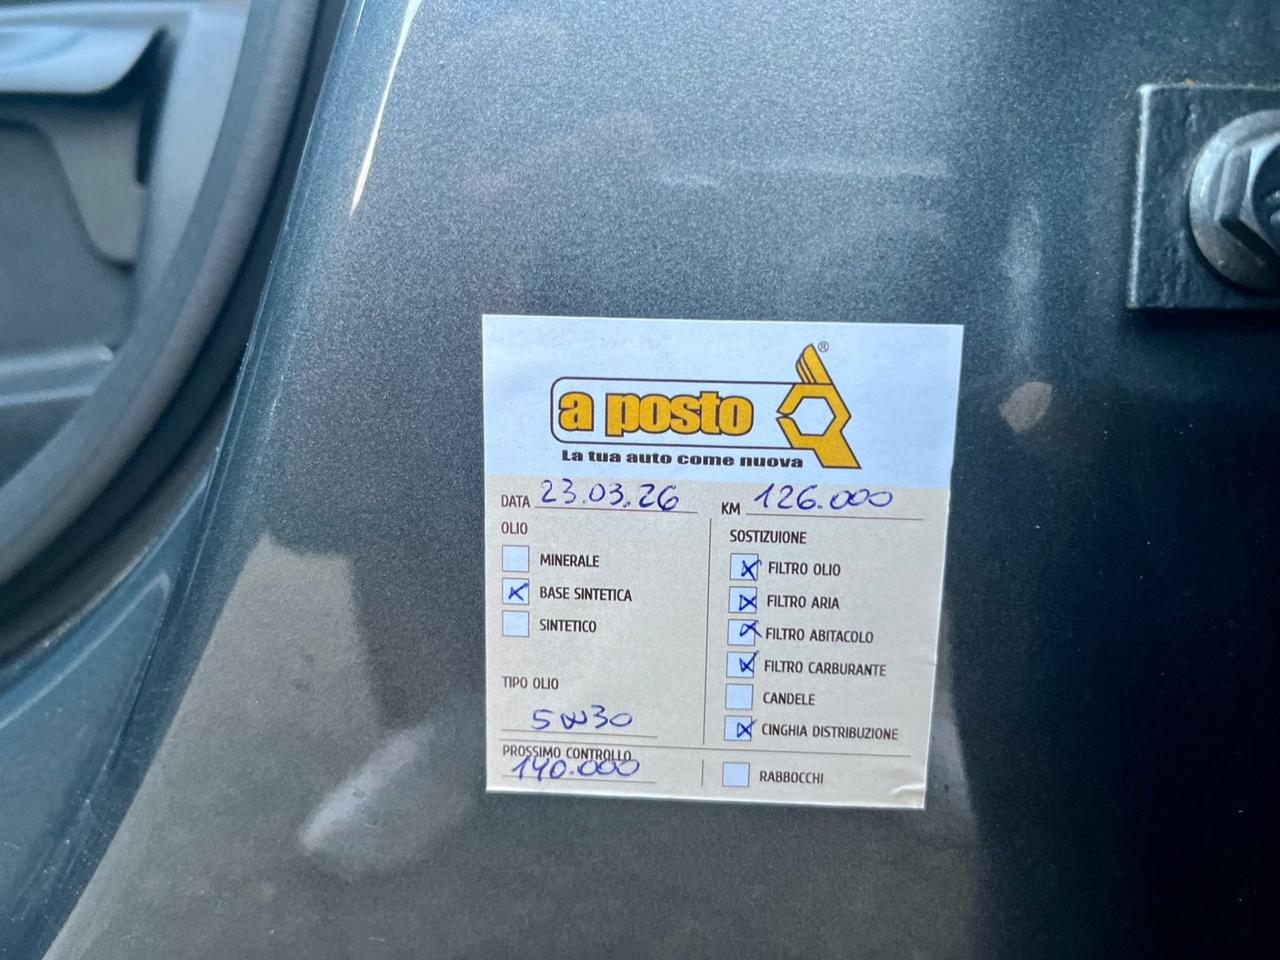 a posto ®
La tua auto come nuova
DATA 23.03.26 KM 126.000
OLIO
MINERALE
BASE SINTETICA
SINTETICO
TIPO OLIO
5W30
PROSSIMO CONTROLLO
140.000
SOSTIZUIONE
FILTRO OLIO
FILTRO ARIA
FILTRO ABITACOLO
FILTRO CARBURANTE
CANDELE
CINGHIA DISTRIBUZIONE
RABBOCCHI